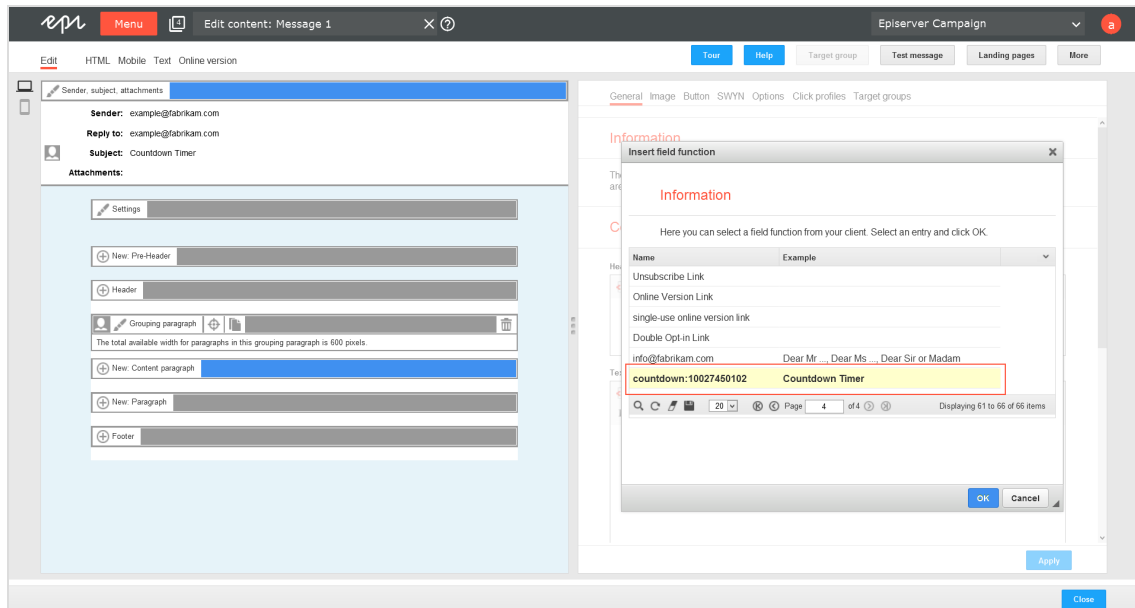 epi Menu 4 Edit content: Message 1 Episerver Campaign a
Edit HTML Mobile Text Online version Tour Help Target group Test message Landing pages More
Sender, subject, attachments
Sender: example@fabrikam.com
Reply to: example@fabrikam.com
Subject: Countdown Timer
Attachments:
Settings
New: Pre-Header
Header
Grouping paragraph
The total available width for paragraphs in this grouping paragraph is 600 pixels.
New: Content paragraph
New: Paragraph
Footer
General Image Button SWYN Options Click profiles Target groups
Information
Insert field function
Information
Here you can select a field function from your client. Select an entry and click OK.
Name Example
Unsubscribe Link
Online Version Link
single-use online version link
Double Opt-in Link
info@fabrikam.com Dear Mr ..., Dear Ms ..., Dear Sir or Madam
countdown:10027450102 Countdown Timer
20 Page 4 of 4 Displaying 61 to 66 of 66 items
OK Cancel
Apply
Close